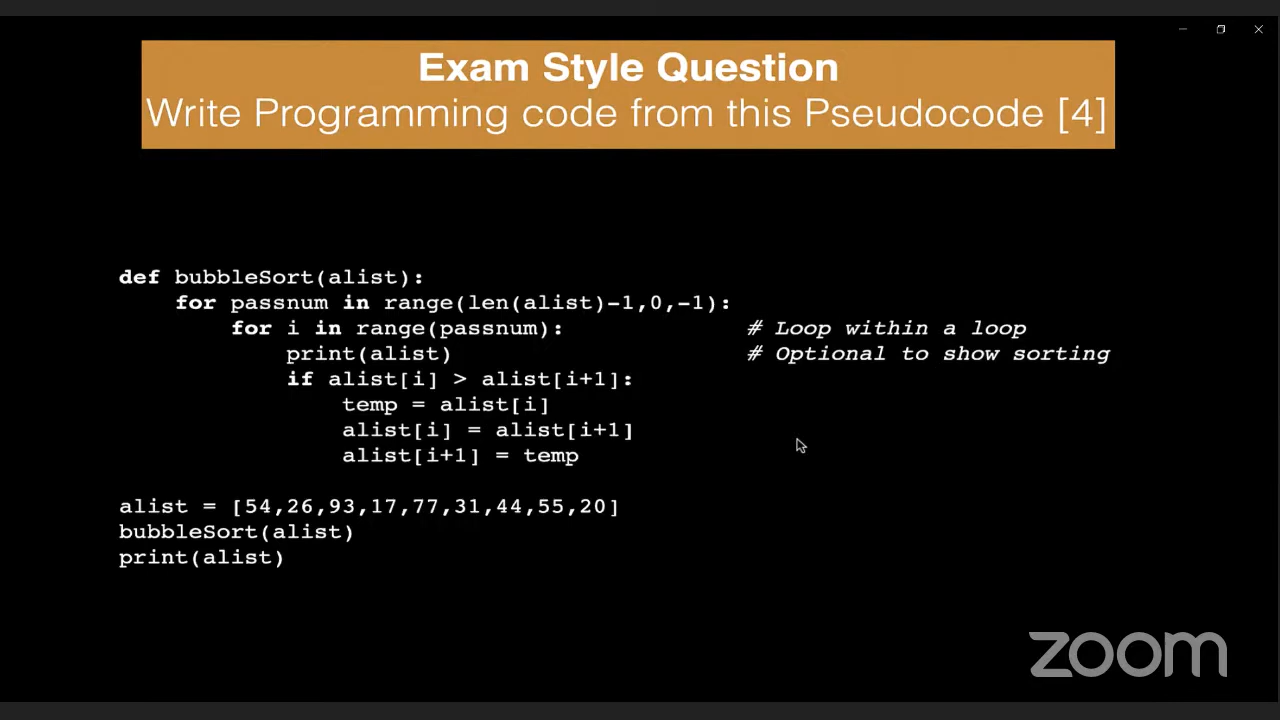 Exam Style Question
Write Programming code from this Pseudocode [4]
def bubbleSort(alist):
    for passnum in range(len(alist)-1,0,-1):
        for i in range(passnum):             # Loop within a loop
            print(alist)                     # Optional to show sorting
            if alist[i] > alist[i+1]:
                temp = alist[i]
                alist[i] = alist[i+1]
                alist[i+1] = temp
alist = [54,26,93,17,77,31,44,55,20]
bubbleSort(alist)
print(alist)
zoom